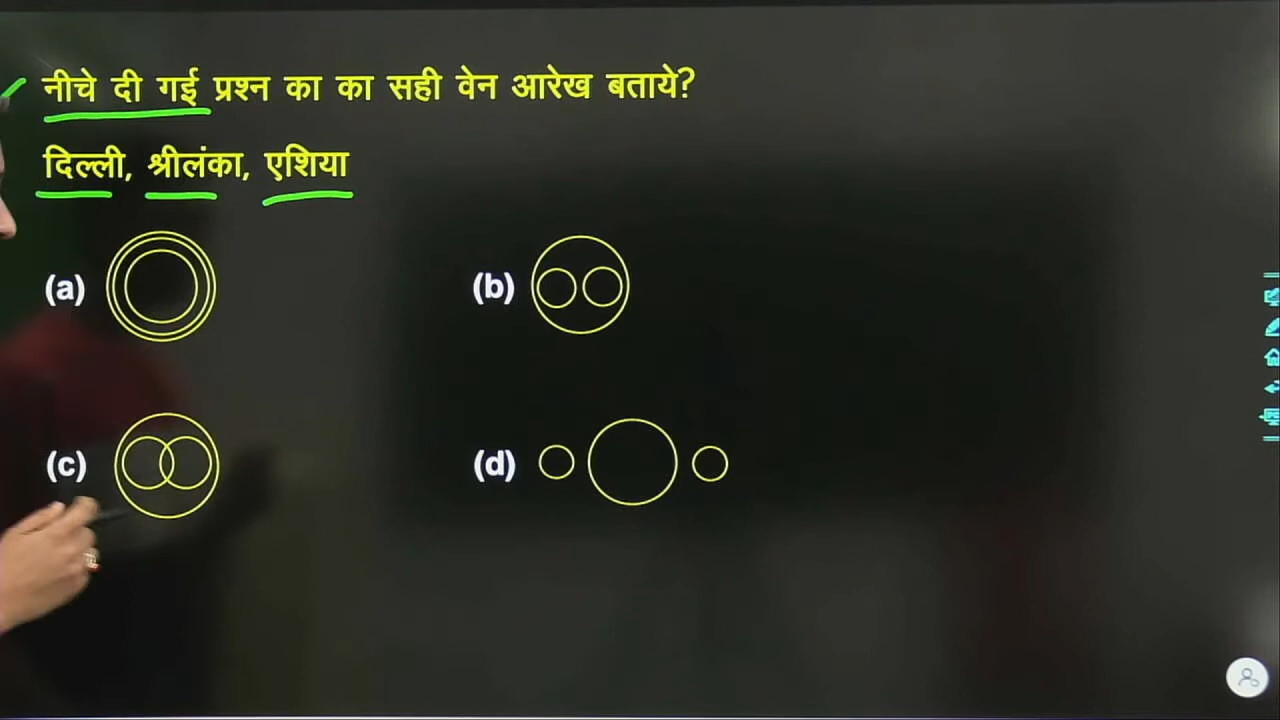 नीचे दी गई प्रश्न का का सही वेन आरेख बताये?
दिल्ली, श्रीलंका, एशिया
(a)
(b)
(c)
(d)